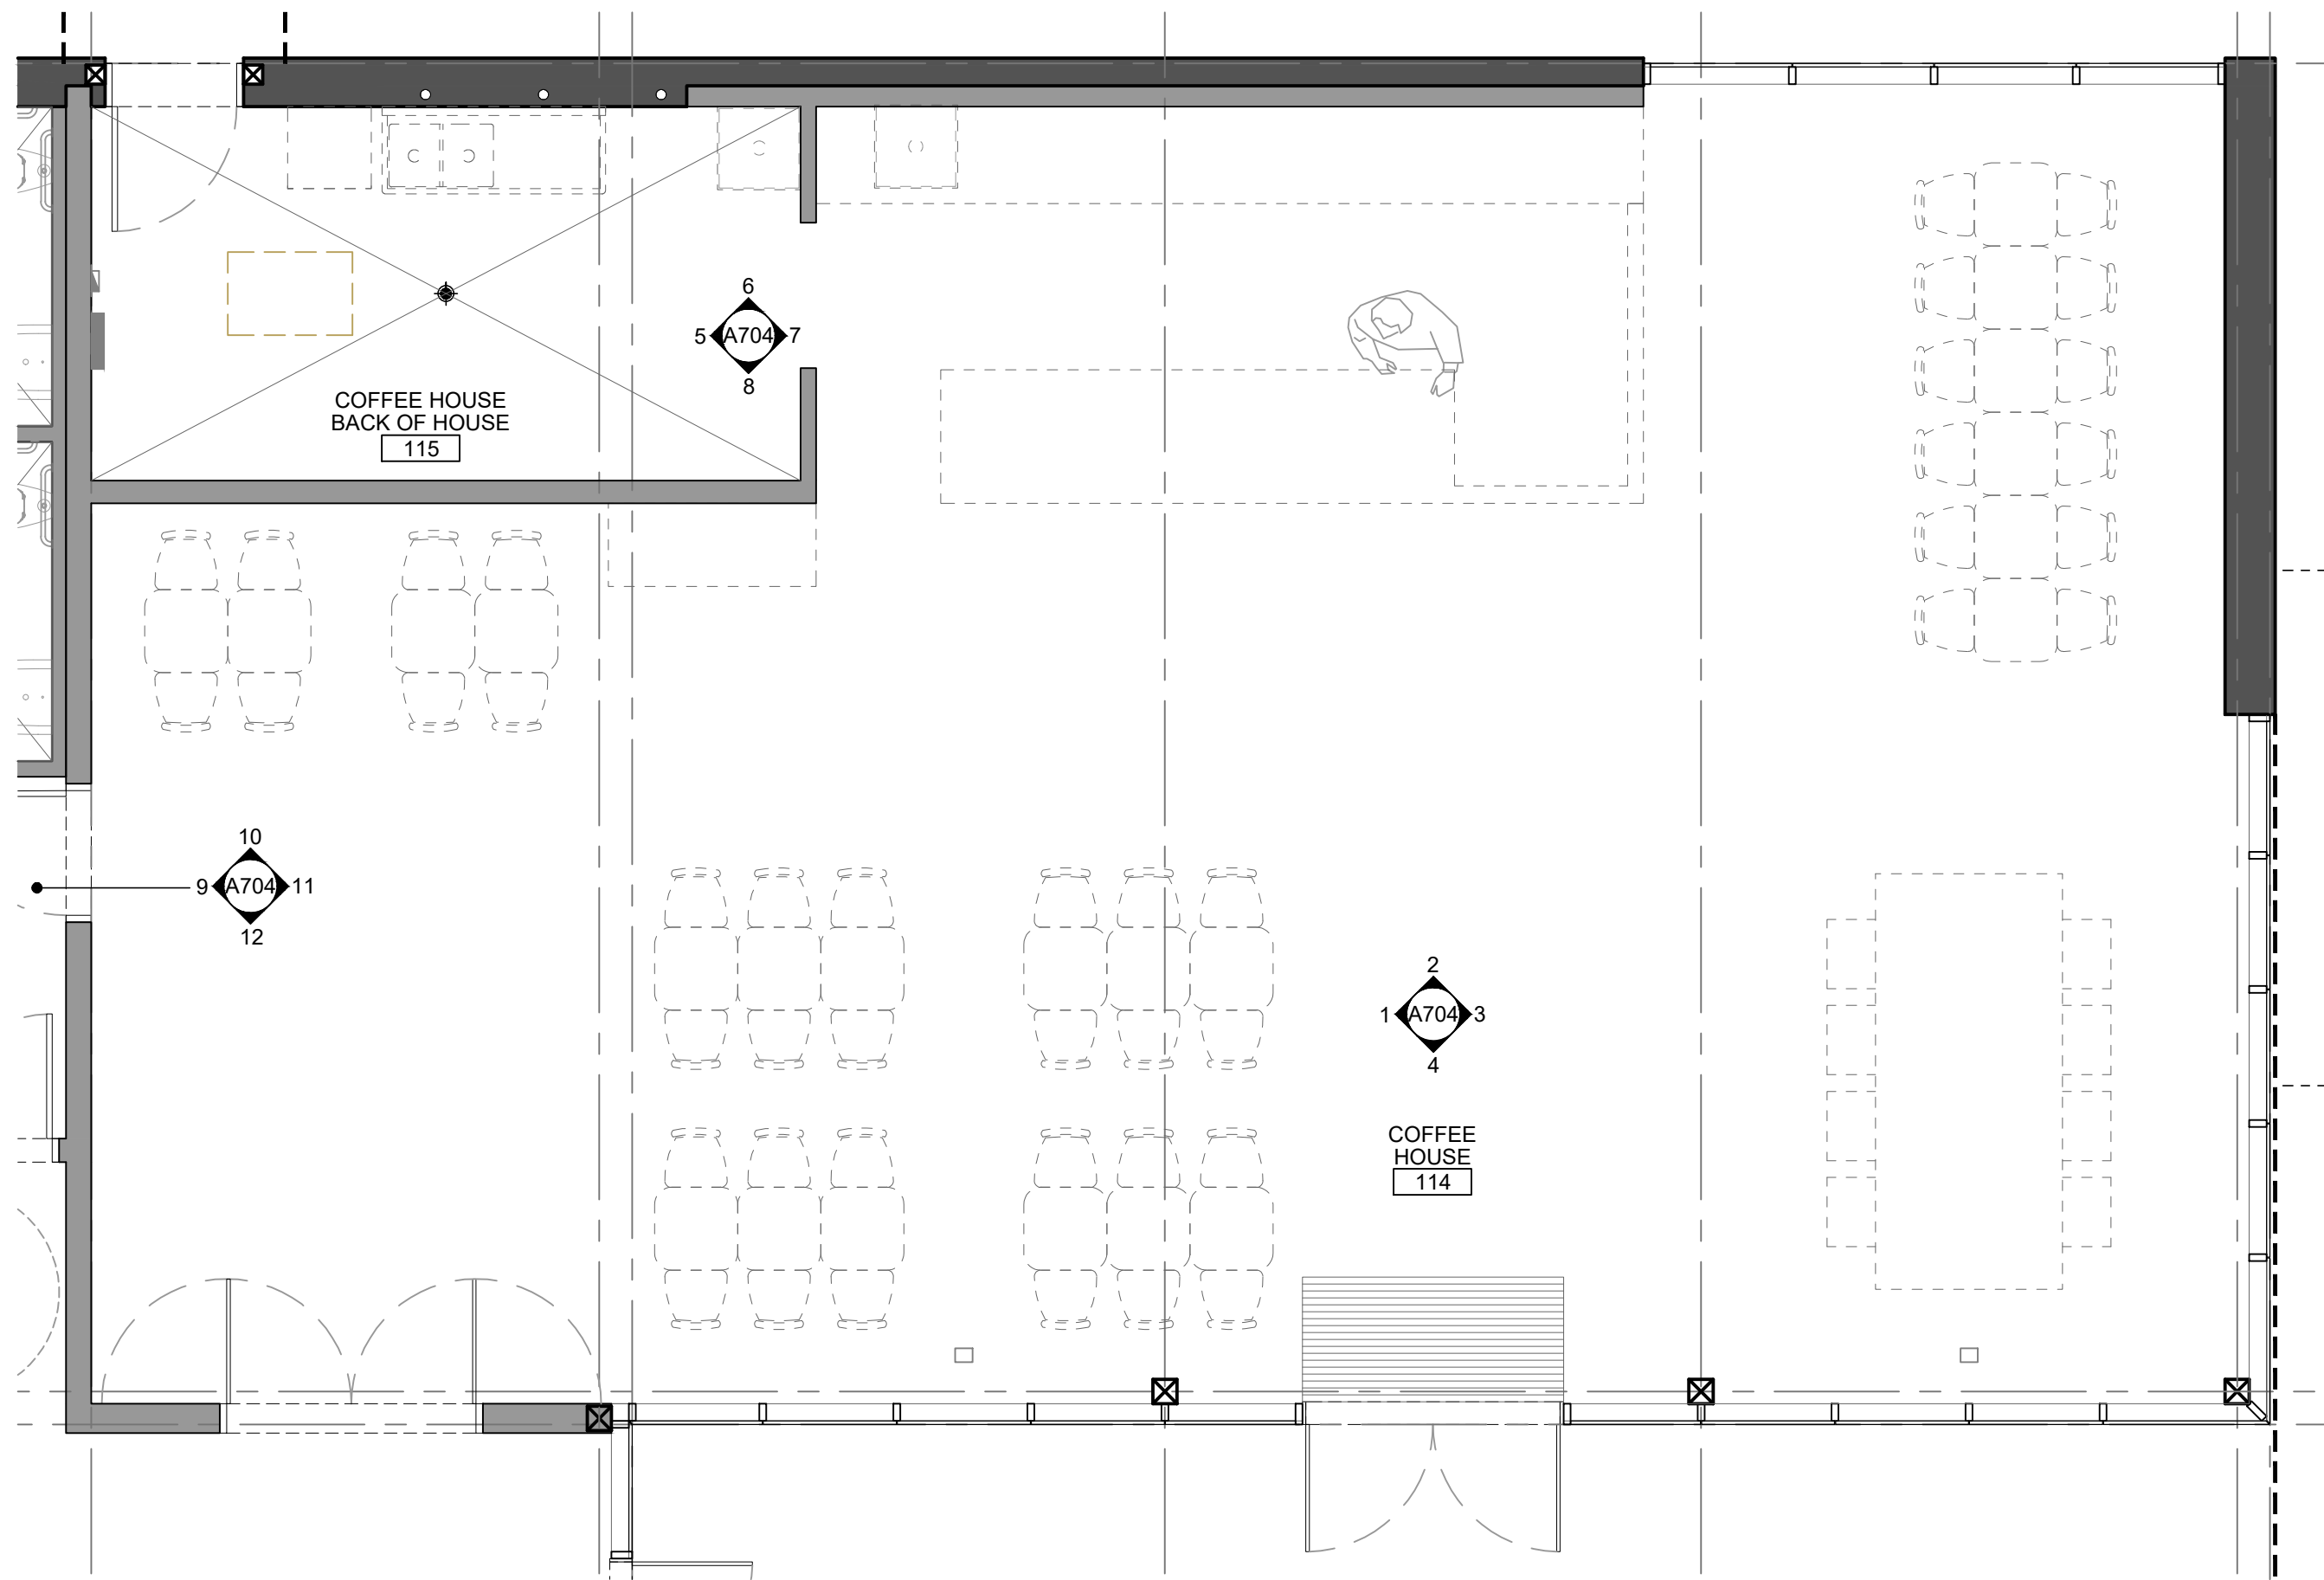 6
5 A704 7
8
COFFEE HOUSE
BACK OF HOUSE
115
10
9 A704 11
12
2
1 A704 3
4
COFFEE
HOUSE
114